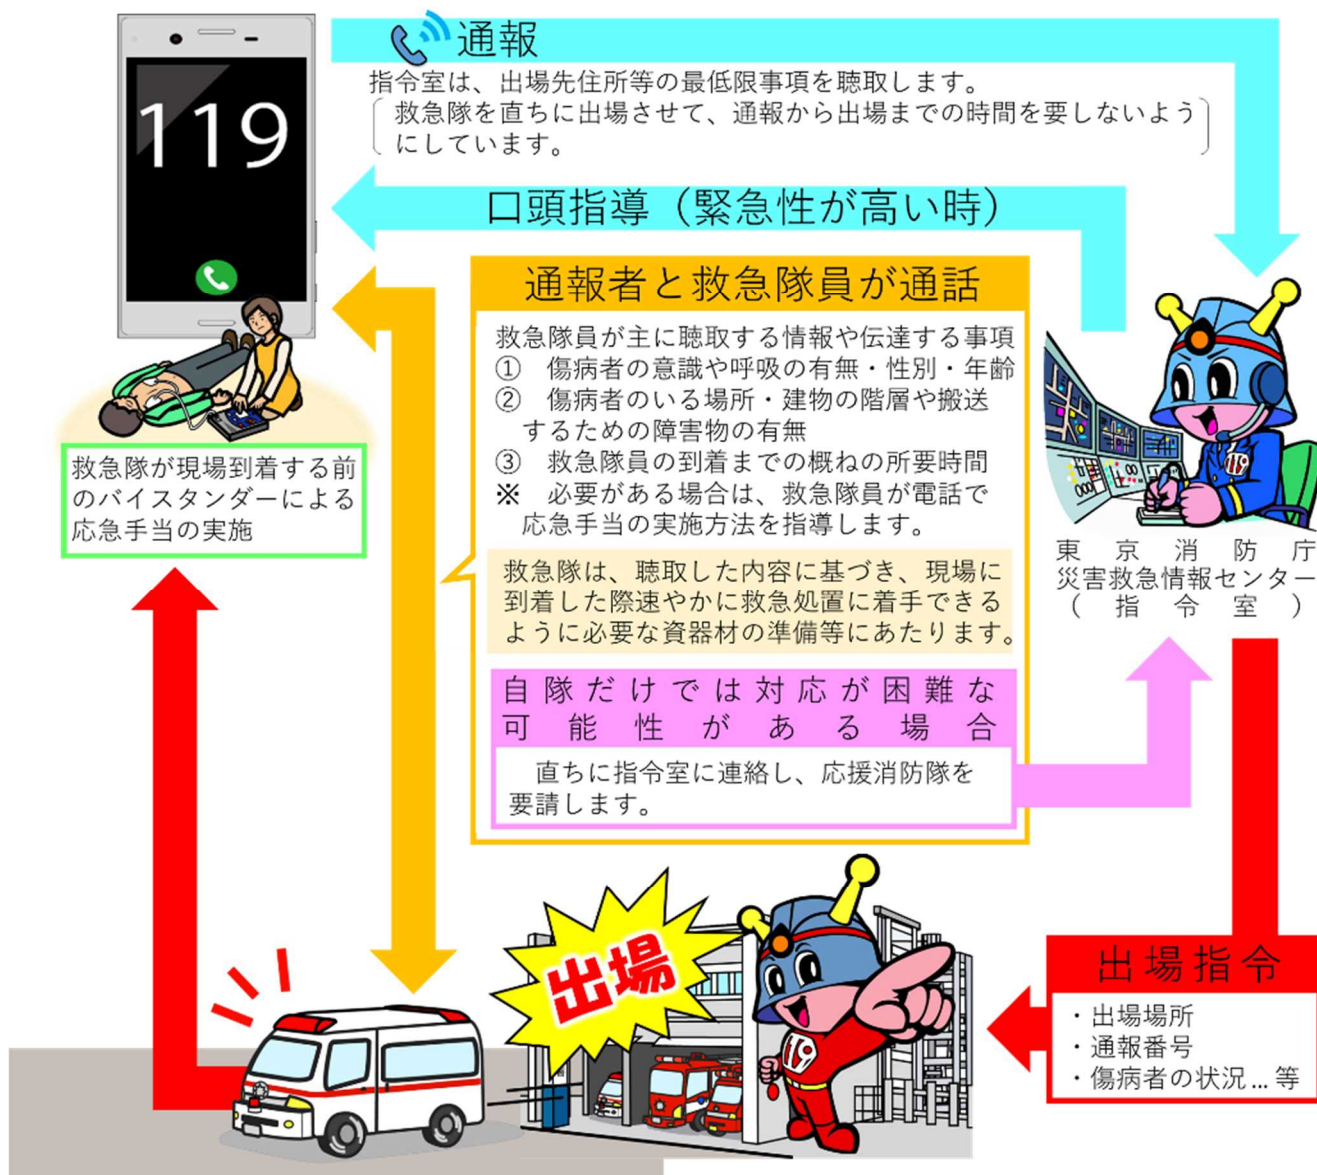 119
通報
指令室は、出場先住所等の最低限事項を聴取します。
救急隊を直ちに出場させて、通報から出場までの時間を要しないよう
にしています。
口頭指導（緊急性が高い時）
通報者と救急隊員が通話
救急隊員が主に聴取する情報や伝達する事項
① 傷病者の意識や呼吸の有無・性別・年齢
② 傷病者のいる場所・建物の階層や搬送
するための障害物の有無
③ 救急隊員の到着までの概ねの所要時間
※ 必要がある場合は、救急隊員が電話で
応急手当の実施方法を指導します。
救急隊は、聴取した内容に基づき、現場に
到着した際速やかに救急処置に着手できる
ように必要な資器材の準備等にあたります。
自隊だけでは対応が困難な
可能性がある場合
直ちに指令室に連絡し、応援消防隊を
要請します。
救急隊が現場到着する前
のバイスタンダーによる
応急手当の実施
119
東京消防庁
災害救急情報センター
（指令室）
出場指令
・出場場所
・通報番号
・傷病者の状況…等
出場
119